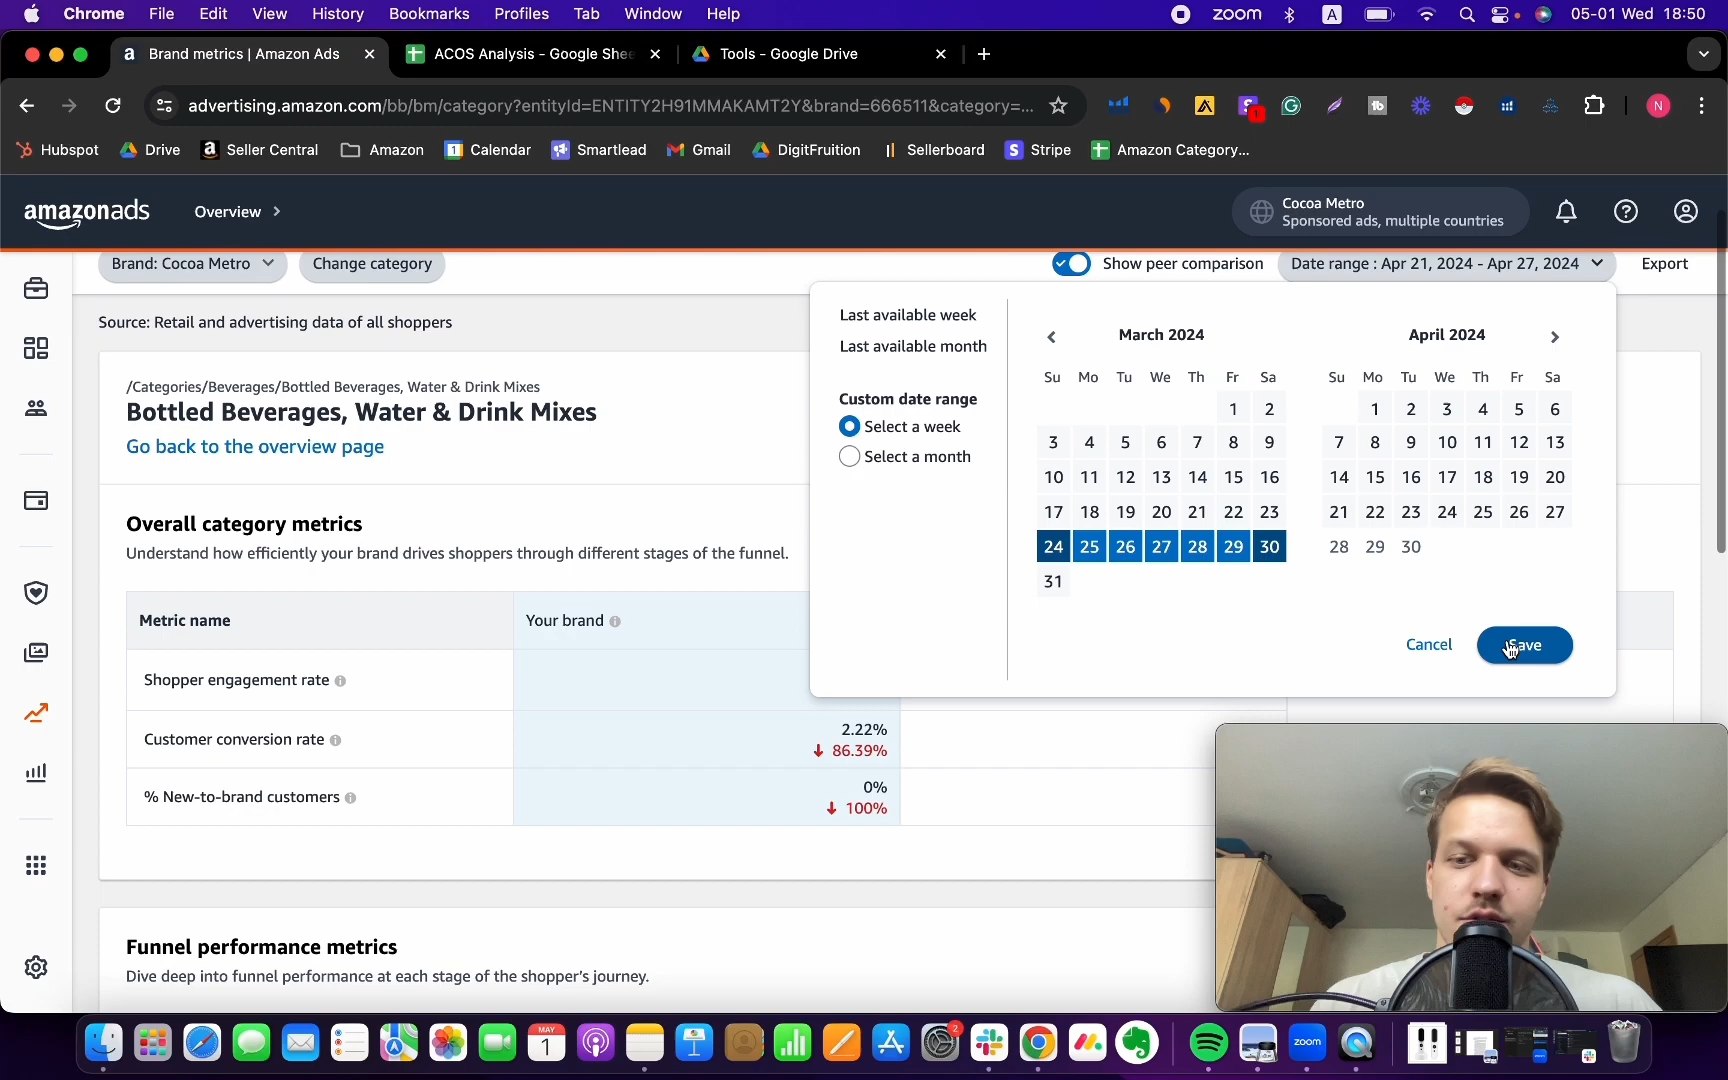 Chrome File Edit View History Bookmarks Profiles Tab Window Help zoom A 05-01 Wed 18:50
a Brand metrics | Amazon Ads ACOS Analysis - Google Shee Tools - Google Drive
advertising.amazon.com/bb/bm/category?entityId=ENTITY2H91MMAKAMT2Y&brand=666511&category=... N
Hubspot Drive Seller Central Amazon Calendar Smartlead Gmail DigitFruition Sellerboard Stripe Amazon Category...
amazonads Overview Cocoa Metro
Sponsored ads, multiple countries
Brand: Cocoa Metro Change category Show peer comparison Date range : Apr 21, 2024 - Apr 27, 2024 Export
Source: Retail and advertising data of all shoppers
Last available week
Last available month
Custom date range
Select a week
Select a month
March 2024
Su Mo Tu We Th Fr Sa
1 2
3 4 5 6 7 8 9
10 11 12 13 14 15 16
17 18 19 20 21 22 23
24 25 26 27 28 29 30
31
April 2024
Su Mo Tu We Th Fr Sa
1 2 3 4 5 6
7 8 9 10 11 12 13
14 15 16 17 18 19 20
21 22 23 24 25 26 27
28 29 30
Cancel Save
/Categories/Beverages/Bottled Beverages, Water & Drink Mixes
Bottled Beverages, Water & Drink Mixes
Go back to the overview page
Overall category metrics
Understand how efficiently your brand drives shoppers through different stages of the funnel.
Metric name Your brand
Shopper engagement rate
Customer conversion rate 2.22%
↓ 86.39%
% New-to-brand customers 0%
↓ 100%
Funnel performance metrics
Dive deep into funnel performance at each stage of the shopper's journey.
MAY
1
2
zoom